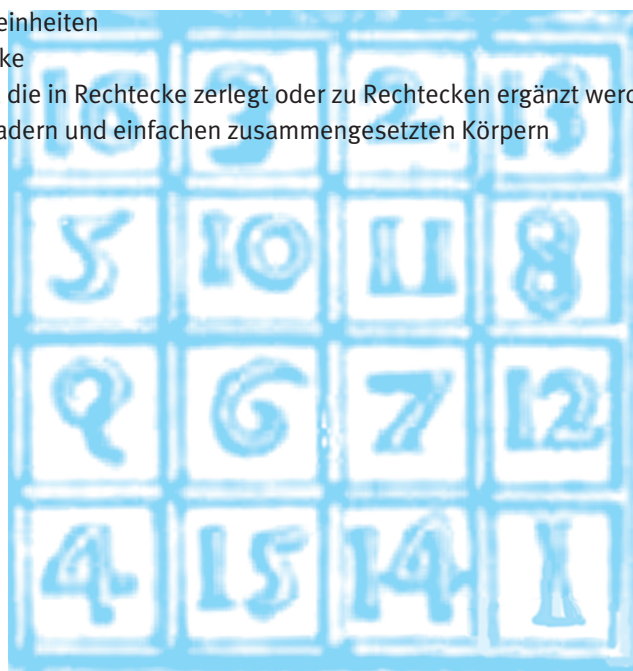 einheiten
ke
die in Rechtecke zerlegt oder zu Rechtecken ergänzt werd
adern und einfachen zusammengesetzten Körpern
16 3 2 13
5 10 11 8
9 6 7 12
4 15 14 1